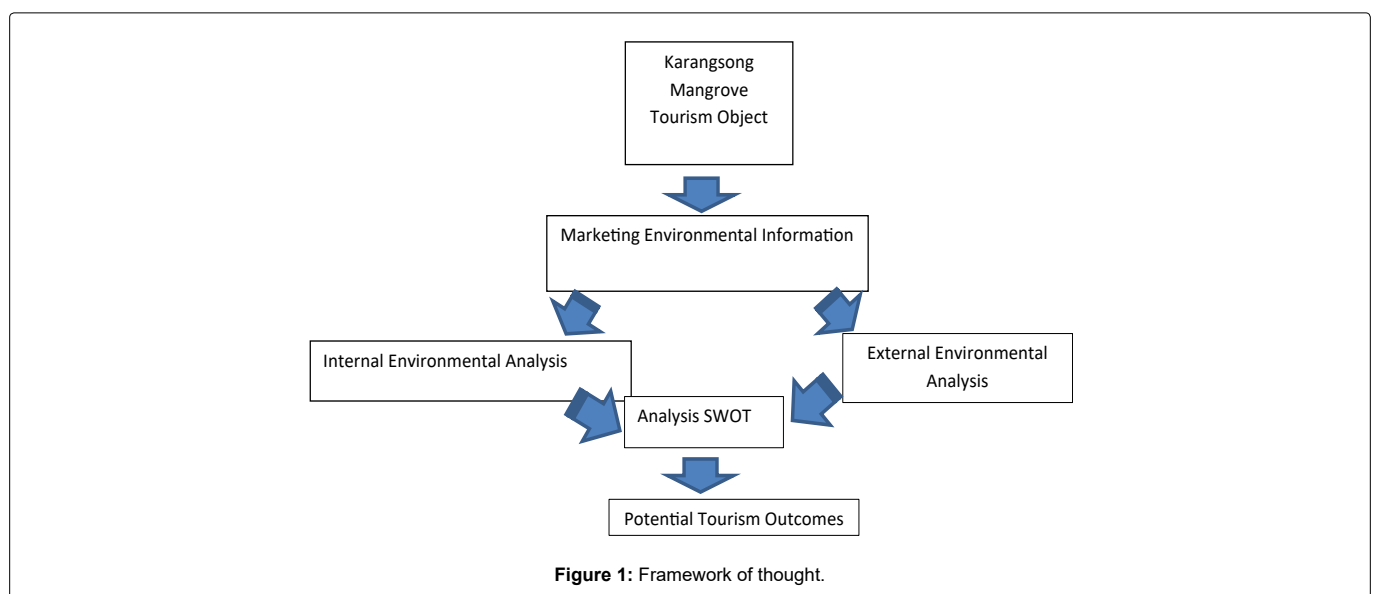 Karangsong
Mangrove
Tourism Object
Marketing Environmental Information
Internal Environmental Analysis
External Environmental
Analysis
Analysis SWOT
Potential Tourism Outcomes
Figure 1: Framework of thought.